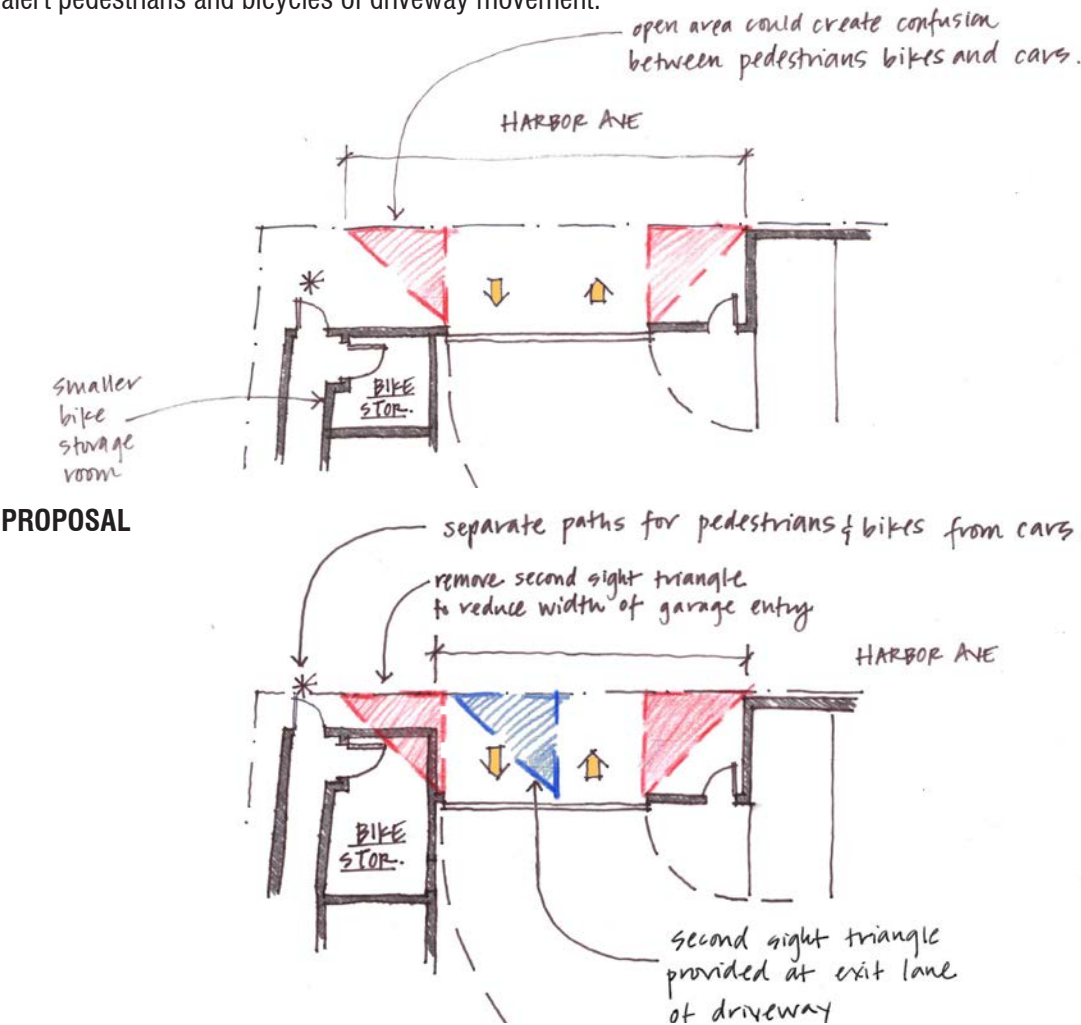 alert pedestrians and bicycles of driveway movement.
open area could create confusion
between pedestrians bikes and cars.
HARBOR AVE
smaller
bike
storage
room
BIKE
STOR.
PROPOSAL
separate paths for pedestrians & bikes from cars
remove second sight triangle
to reduce width of garage entry
HARBOR AVE
BIKE
STOR.
second sight triangle
provided at exit lane
of driveway